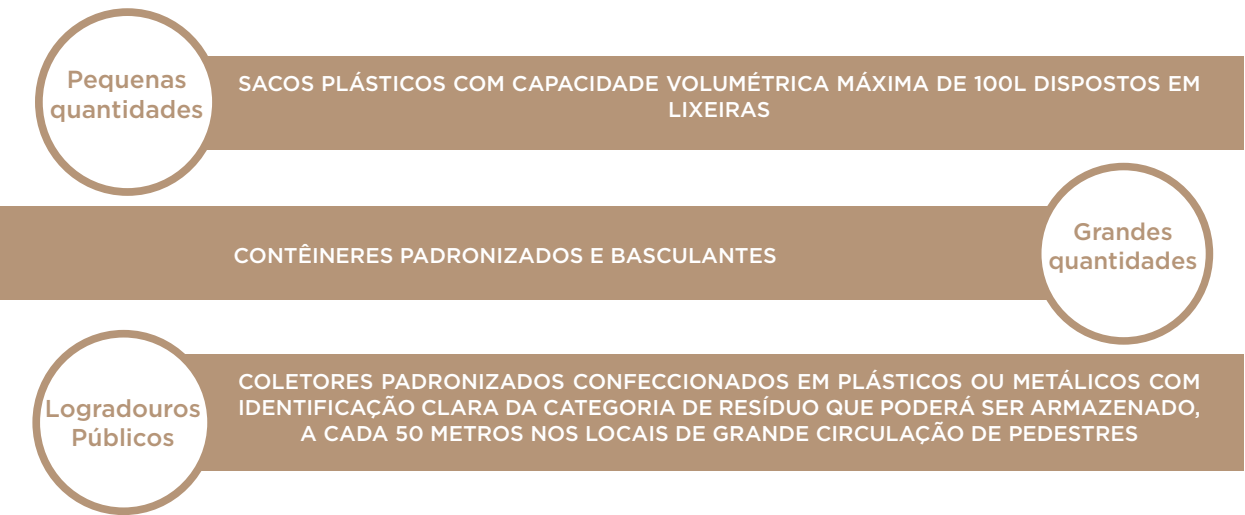 Pequenas
quantidades
SACOS PLÁSTICOS COM CAPACIDADE VOLUMÉTRICA MÁXIMA DE 100L DISPOSTOS EM
LIXEIRAS
CONTÊINERES PADRONIZADOS E BASCULANTES
Grandes
quantidades
Logradouros
Públicos
COLETORES PADRONIZADOS CONFECCIONADOS EM PLÁSTICOS OU METÁLICOS COM
IDENTIFICAÇÃO CLARA DA CATEGORIA DE RESÍDUO QUE PODERÁ SER ARMAZENADO,
A CADA 50 METROS NOS LOCAIS DE GRANDE CIRCULAÇÃO DE PEDESTRES